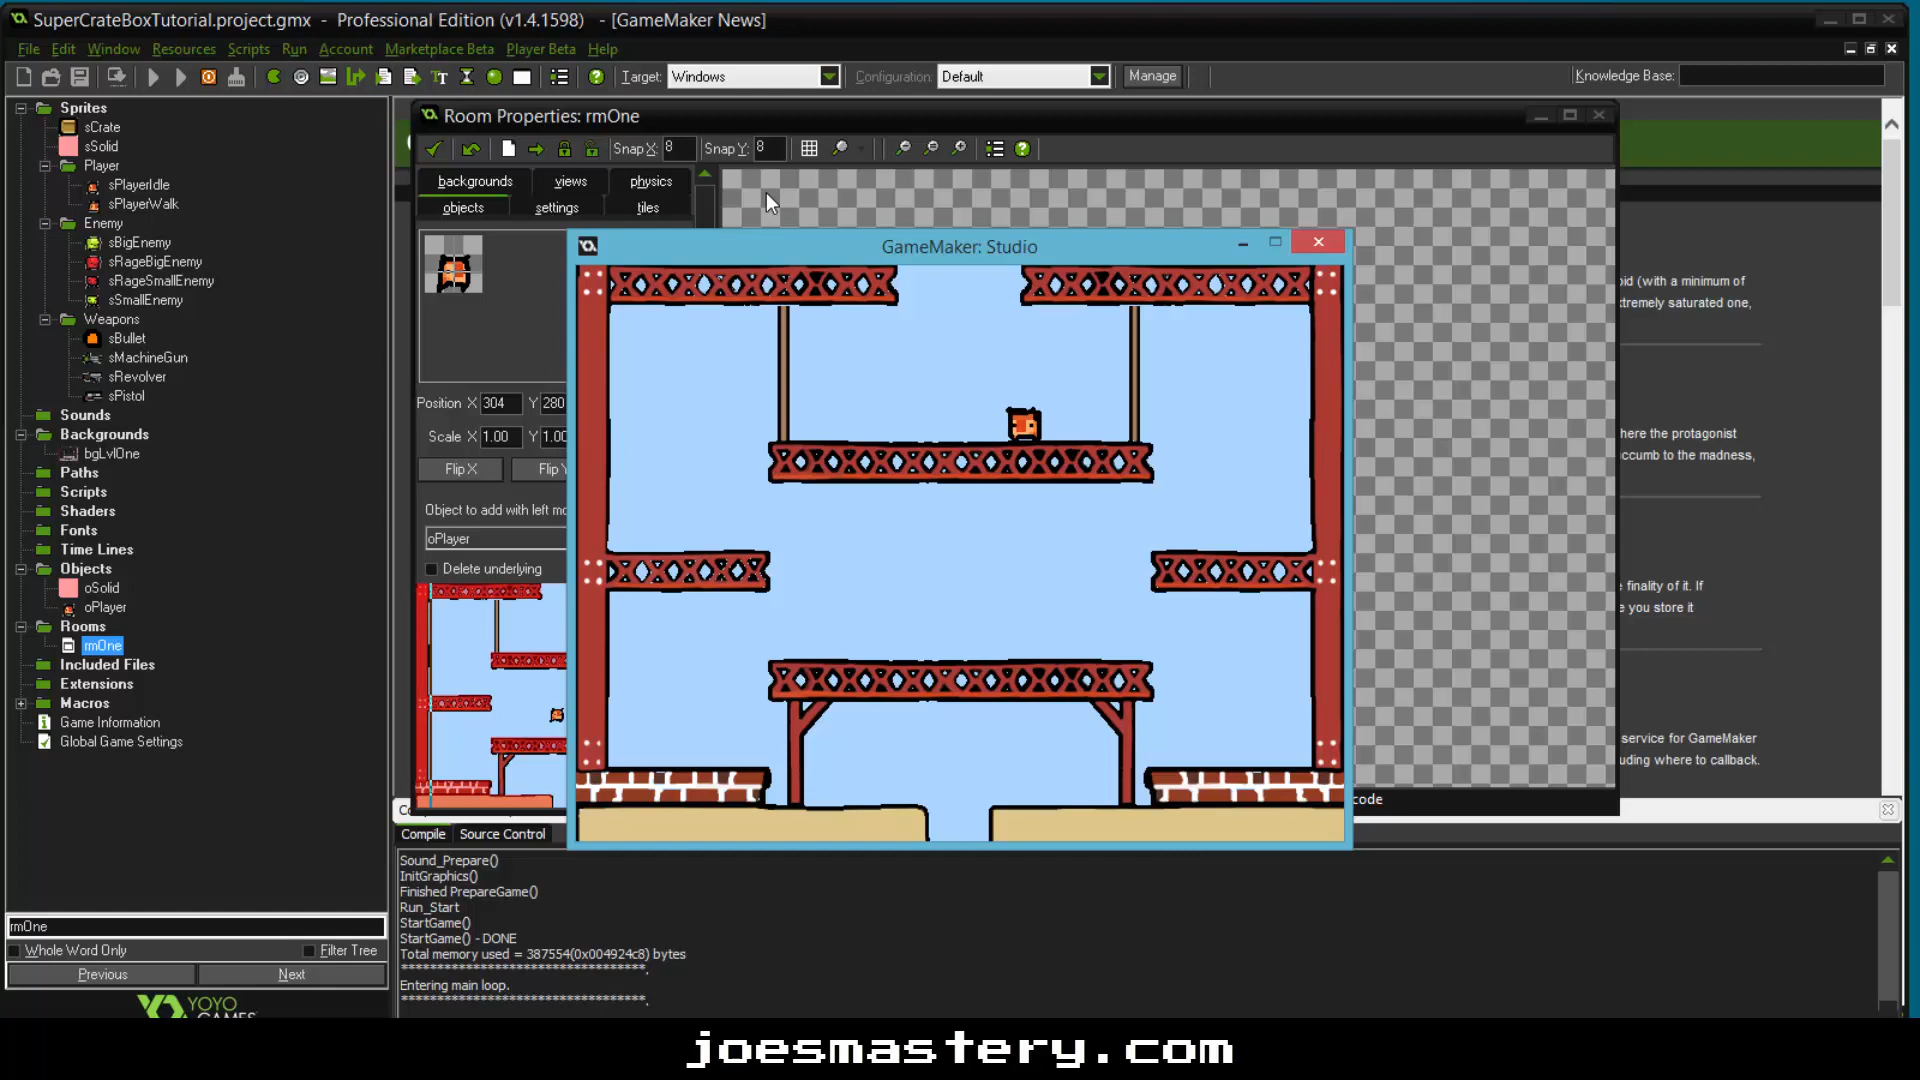 SuperCrateBoxTutorial.project.gmx - Professional Edition (v1.4.1598) - [GameMaker News]
File Edit Window Resources Scripts Run Account Marketplace Beta Player Beta Help
Target: Windows Configuration: Default Manage Knowledge Base:
Sprites
sCrate
sSolid
Player
sPlayerIdle
sPlayerWalk
Enemy
sBigEnemy
sRageBigEnemy
sRageSmallEnemy
sSmallEnemy
Weapons
sBullet
sMachineGun
sRevolver
sPistol
Sounds
Backgrounds
bgLvlOne
Paths
Scripts
Shaders
Fonts
Time Lines
Objects
oSolid
oPlayer
Rooms
rmOne
Included Files
Extensions
Macros
Game Information
Global Game Settings
rmOne
Whole Word Only Filter Tree
Previous Next
YOYO
GAMES
Room Properties: rmOne
Snap X: 8 Snap Y: 8
backgrounds views physics
objects settings tiles
Position X 304 Y 280
Scale X 1.00 Y 1.00
Flip X Flip Y
Object to add with left mo
oPlayer
Delete underlying
GameMaker: Studio
oid (with a minimum of
xtremely saturated one,
here the protagonist
ccumb to the madness,
finality of it. If
e you store it
service for GameMaker
uding where to callback.
code
Compile Source Control
Sound_Prepare()
InitGraphics()
Finished PrepareGame()
Run_Start
StartGame()
StartGame() - DONE
Total memory used = 387554(0x004924c8) bytes
***********************************.
Entering main loop.
***********************************.
joesmastery.com